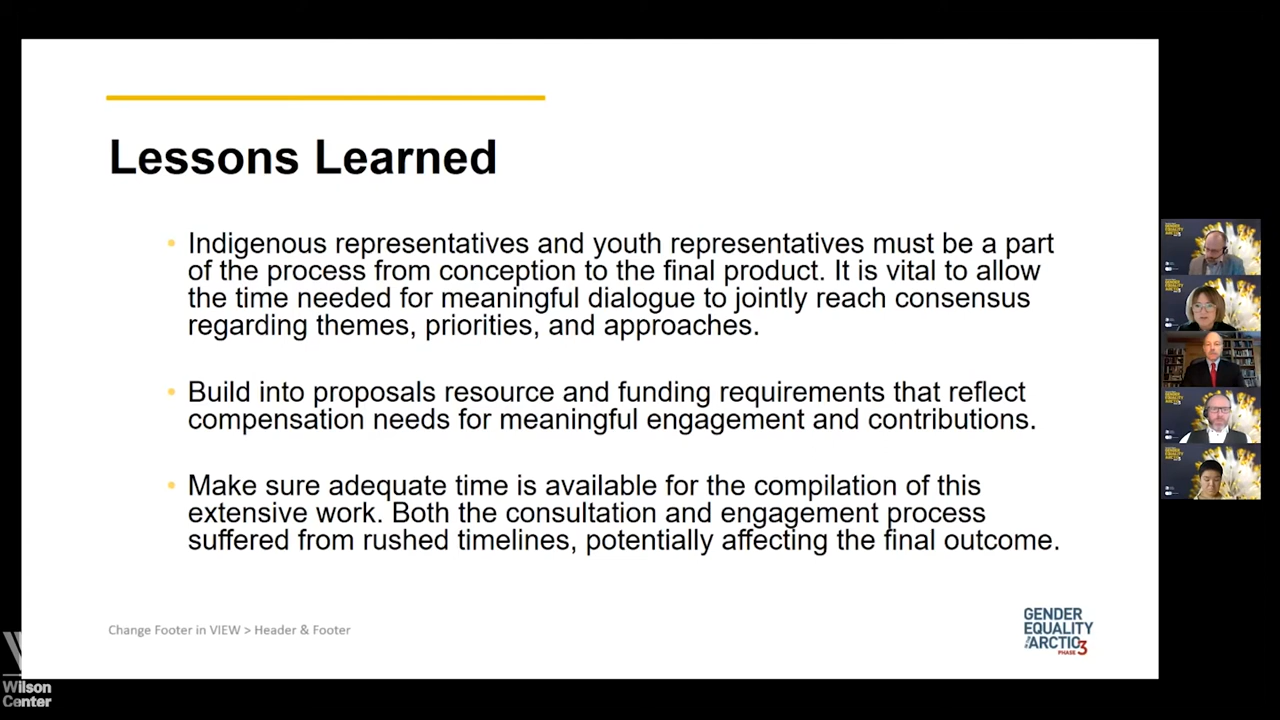 Lessons Learned
• Indigenous representatives and youth representatives must be a part
of the process from conception to the final product. It is vital to allow
the time needed for meaningful dialogue to jointly reach consensus
regarding themes, priorities, and approaches.
• Build into proposals resource and funding requirements that reflect
compensation needs for meaningful engagement and contributions.
• Make sure adequate time is available for the compilation of this
extensive work. Both the consultation and engagement process
suffered from rushed timelines, potentially affecting the final outcome.
Change Footer in VIEW > Header & Footer
GENDER
EQUALITY
ARCTIC
PHASE 3
Wilson
Center